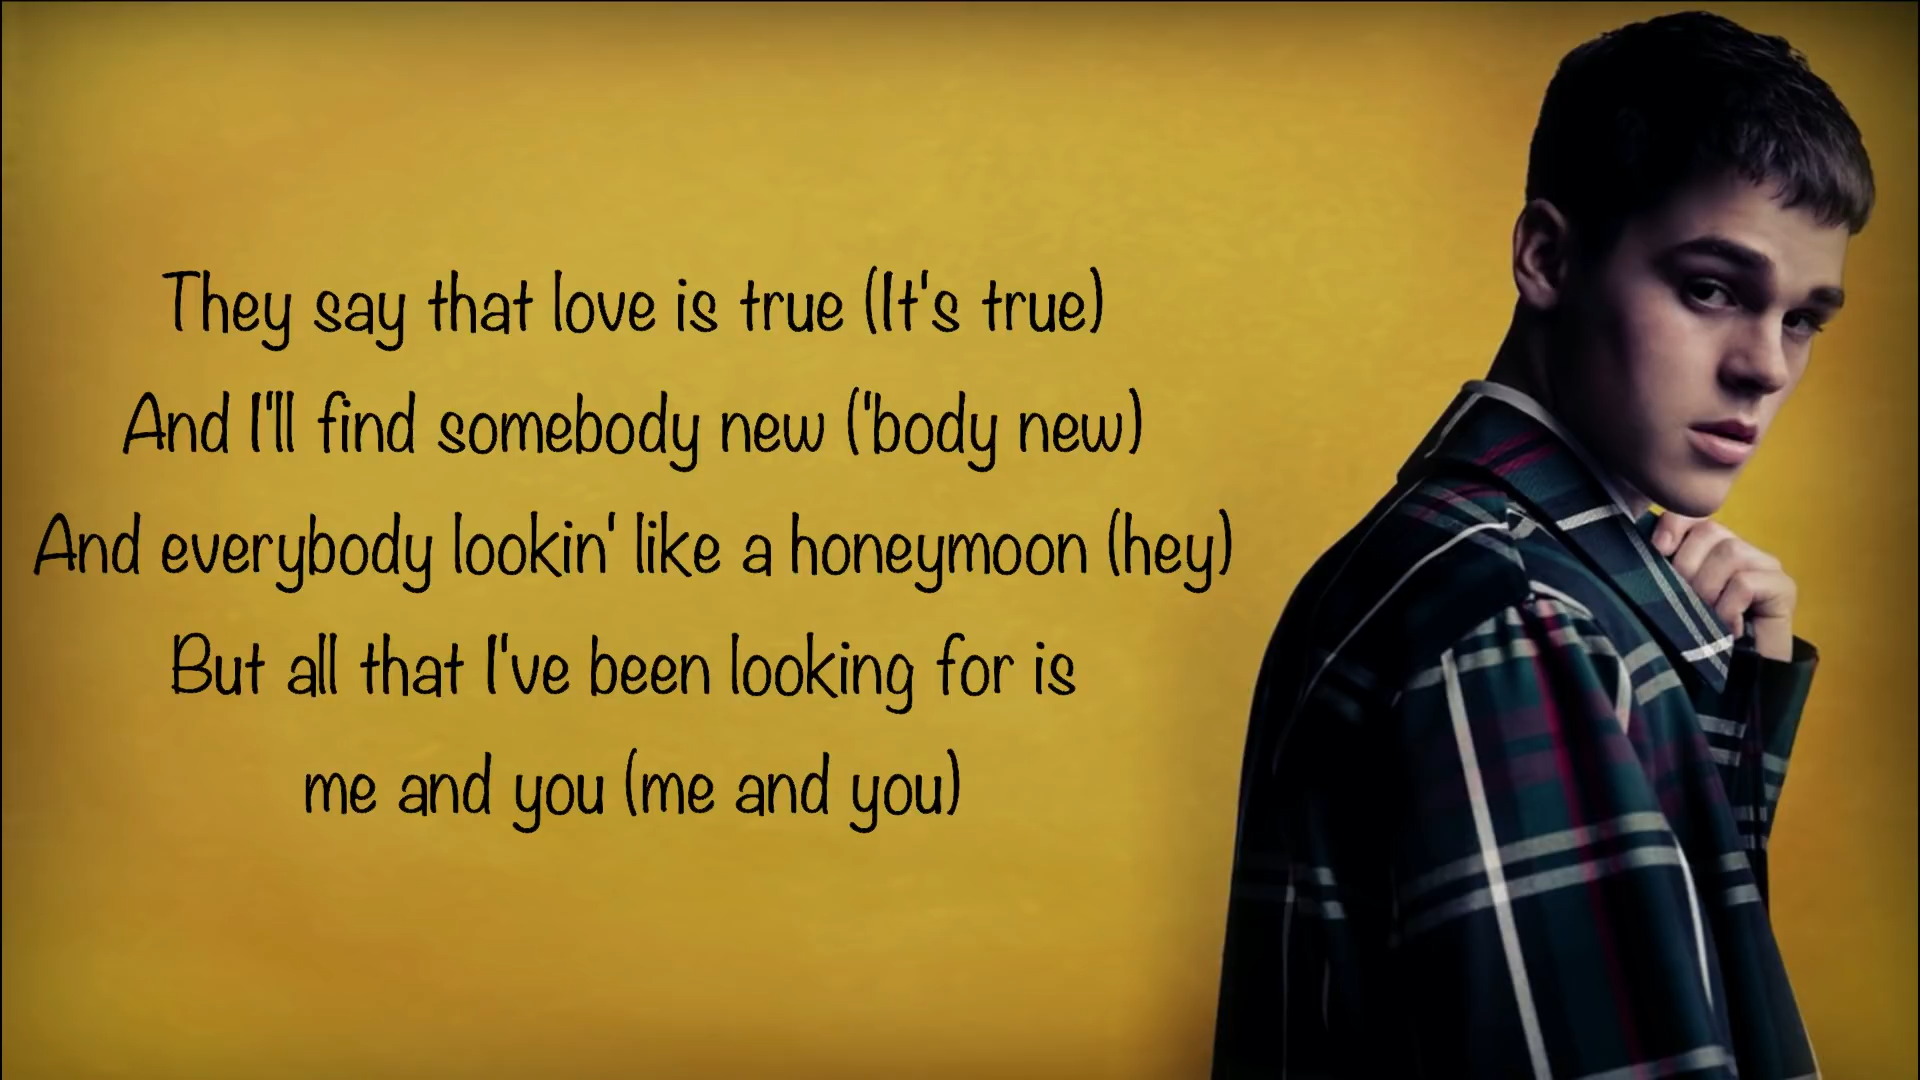 They say that love is true (It's true)
And I'll find somebody new ('body new)
And everybody lookin' like a honeymoon (hey)
But all that I've been looking for is
me and you (me and you)